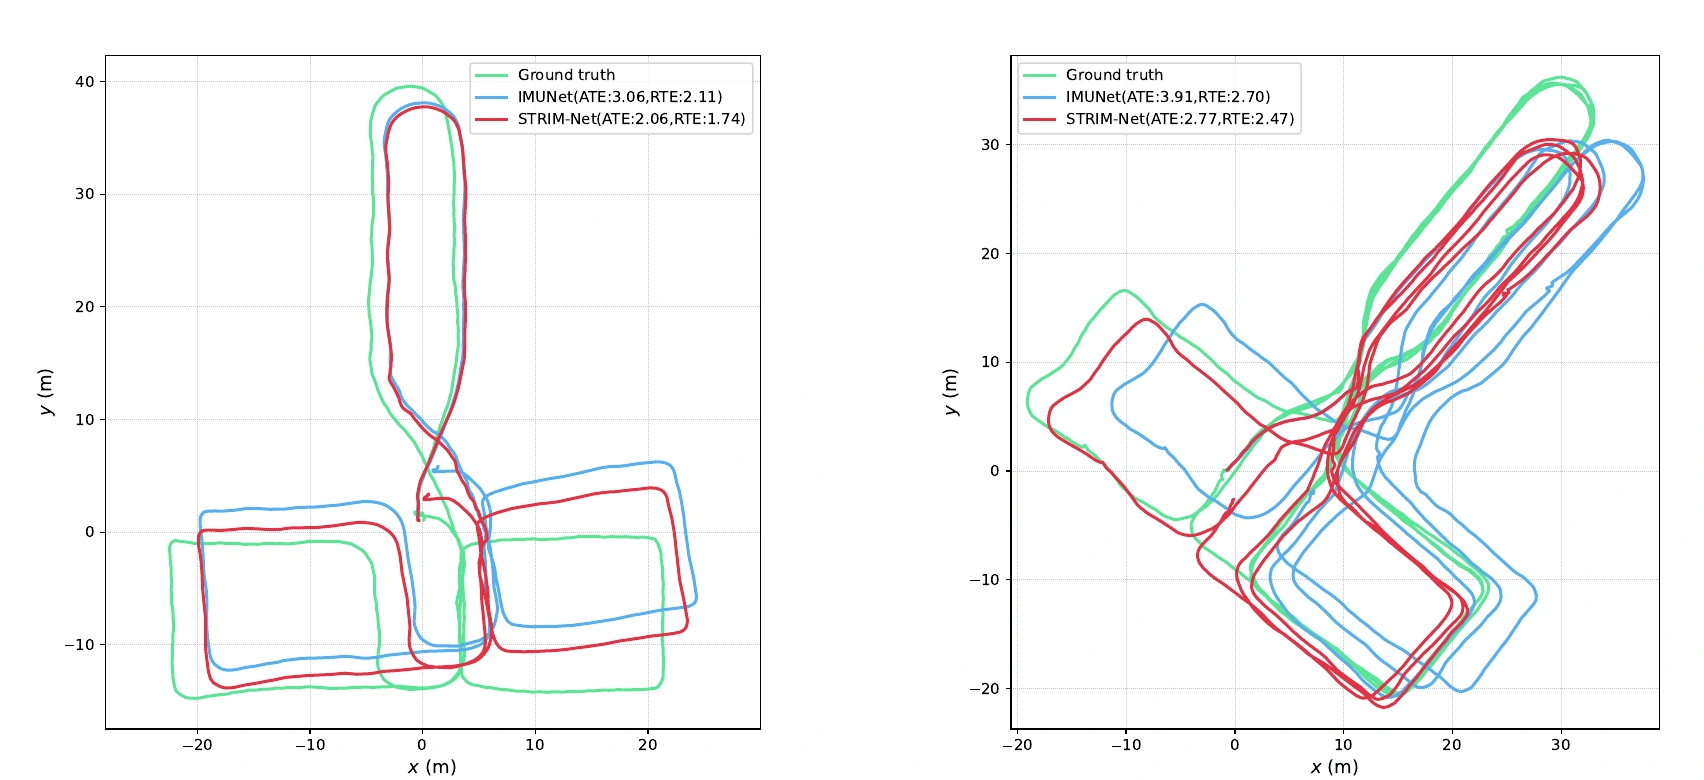 40
30
20
10
0
−10
y (m)
−20
−10
0
10
20
x (m)
Ground truth
IMUNet(ATE:3.06,RTE:2.11)
STRIM-Net(ATE:2.06,RTE:1.74)
30
20
10
0
−10
−20
y (m)
−20
−10
0
10
20
30
x (m)
Ground truth
IMUNet(ATE:3.91,RTE:2.70)
STRIM-Net(ATE:2.77,RTE:2.47)